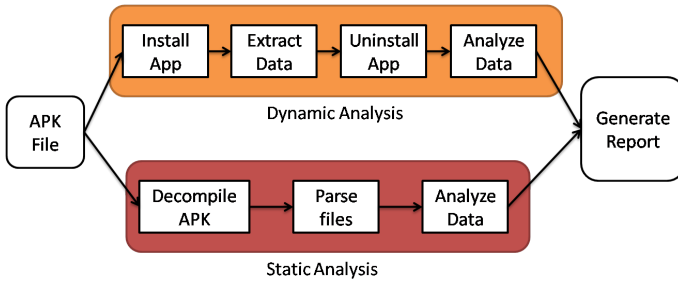 APK
File
Install
App
Extract
Data
Uninstall
App
Analyze
Data
Dynamic Analysis
Decompile
APK
Parse
files
Analyze
Data
Static Analysis
Generate
Report